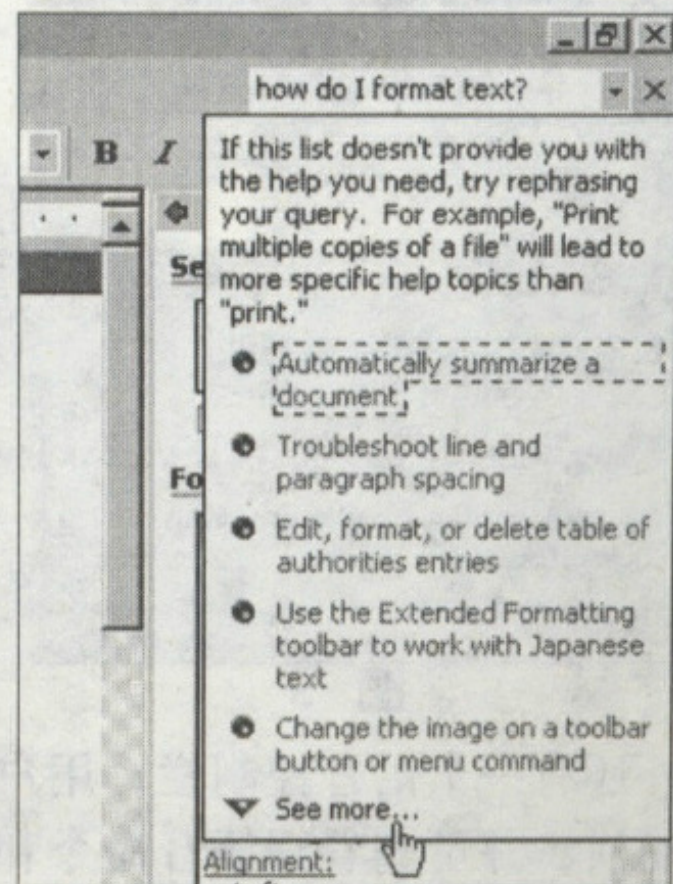 how do I format text?
B I
If this list doesn't provide you with
the help you need, try rephrasing
your query. For example, "Print
multiple copies of a file" will lead to
more specific help topics than
"print."
Se
Automatically summarize a
document
Troubleshoot line and
paragraph spacing
Fo
Edit, format, or delete table of
authorities entries
Use the Extended Formatting
toolbar to work with Japanese
text
Change the image on a toolbar
button or menu command
See more...
Alignment: